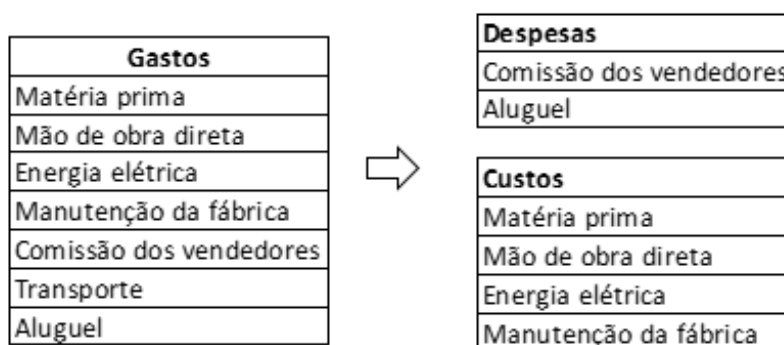 Gastos
Matéria prima
Mão de obra direta
Energia elétrica
Manutenção da fábrica
Comissão dos vendedores
Transporte
Aluguel
Despesas
Comissão dos vendedores
Aluguel
Custos
Matéria prima
Mão de obra direta
Energia elétrica
Manutenção da fábrica